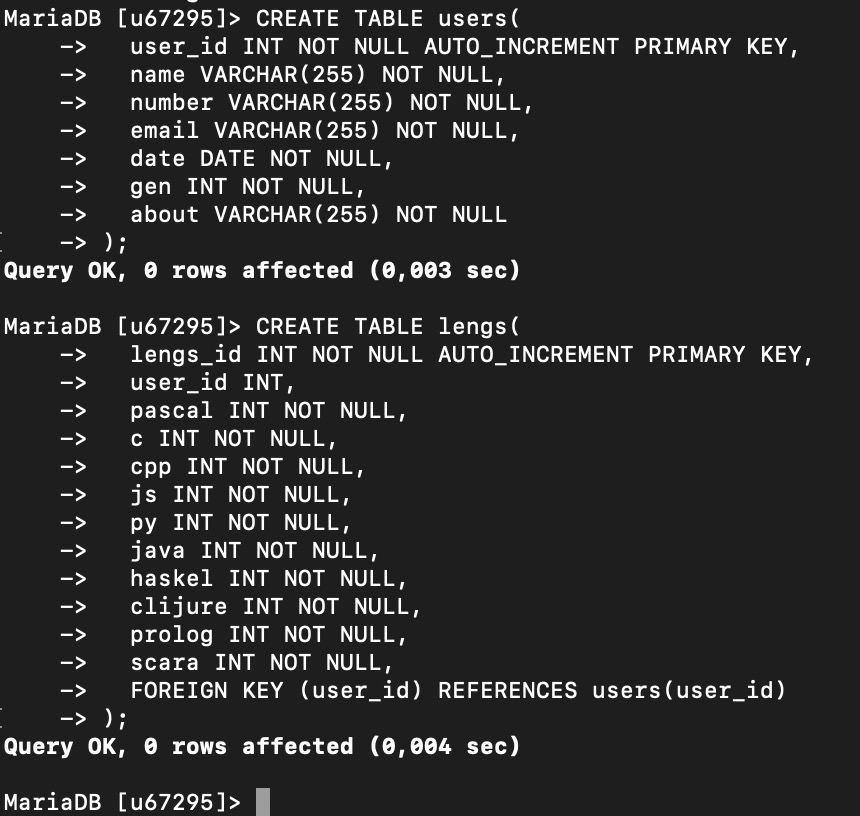 MariaDB [u67295]> CREATE TABLE users(
    ->   user_id INT NOT NULL AUTO_INCREMENT PRIMARY KEY,
    ->   name VARCHAR(255) NOT NULL,
    ->   number VARCHAR(255) NOT NULL,
    ->   email VARCHAR(255) NOT NULL,
    ->   date DATE NOT NULL,
    ->   gen INT NOT NULL,
    ->   about VARCHAR(255) NOT NULL
    -> );
Query OK, 0 rows affected (0,003 sec)

MariaDB [u67295]> CREATE TABLE lengs(
    ->   lengs_id INT NOT NULL AUTO_INCREMENT PRIMARY KEY,
    ->   user_id INT,
    ->   pascal INT NOT NULL,
    ->   c INT NOT NULL,
    ->   cpp INT NOT NULL,
    ->   js INT NOT NULL,
    ->   py INT NOT NULL,
    ->   java INT NOT NULL,
    ->   haskel INT NOT NULL,
    ->   clijure INT NOT NULL,
    ->   prolog INT NOT NULL,
    ->   scara INT NOT NULL,
    ->   FOREIGN KEY (user_id) REFERENCES users(user_id)
    -> );
Query OK, 0 rows affected (0,004 sec)

MariaDB [u67295]>